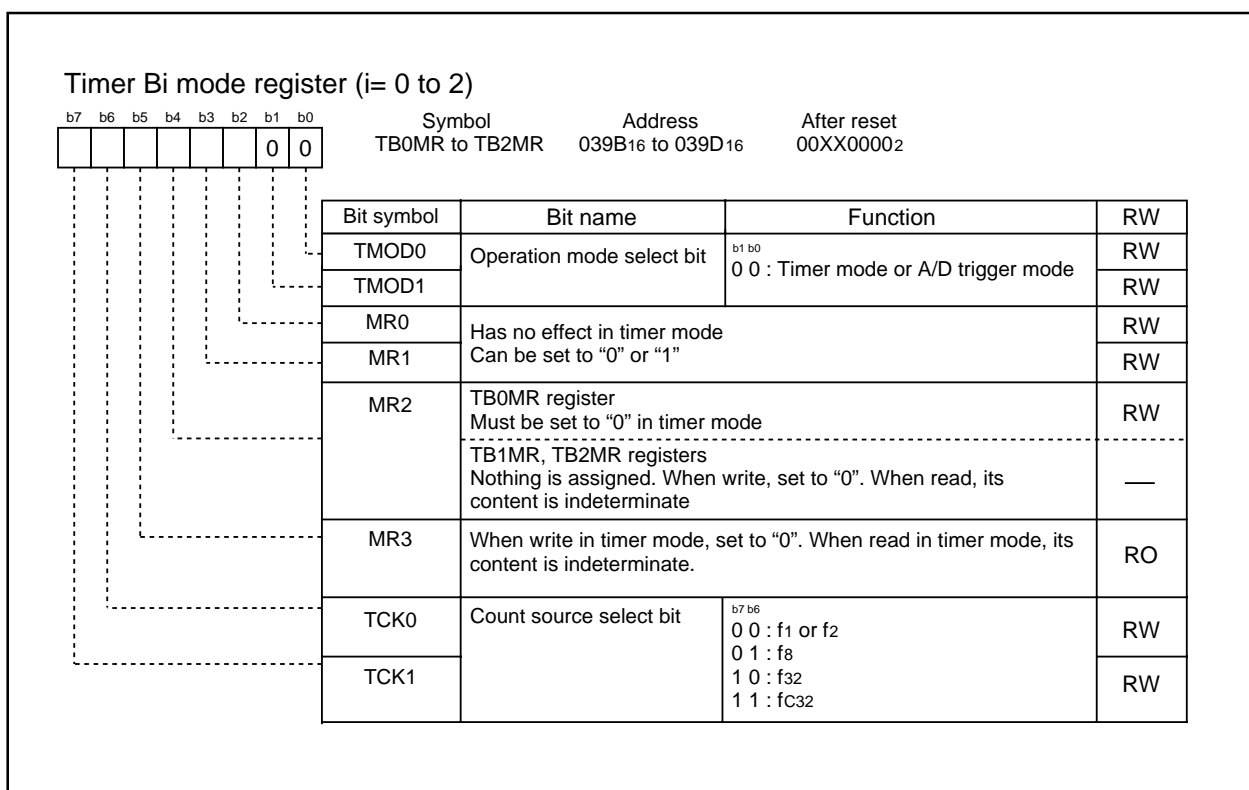 Timer Bi mode register (i= 0 to 2)
b7 b6 b5 b4 b3 b2 b1 b0
0 0
Symbol Address After reset
TB0MR to TB2MR 039B16 to 039D16 00XX00002
Bit symbol Bit name Function RW
TMOD0 Operation mode select bit b1 b0 RW
0 0 : Timer mode or A/D trigger mode
TMOD1 RW
MR0 Has no effect in timer mode RW
MR1 Can be set to “0” or “1” RW
MR2 TB0MR register RW
Must be set to “0” in timer mode
TB1MR, TB2MR registers
Nothing is assigned. When write, set to “0”. When read, its —
content is indeterminate
MR3 When write in timer mode, set to “0”. When read in timer mode, its RO
content is indeterminate.
TCK0 Count source select bit b7 b6 RW
0 0 : f1 or f2
0 1 : f8
TCK1 1 0 : f32 RW
1 1 : fC32